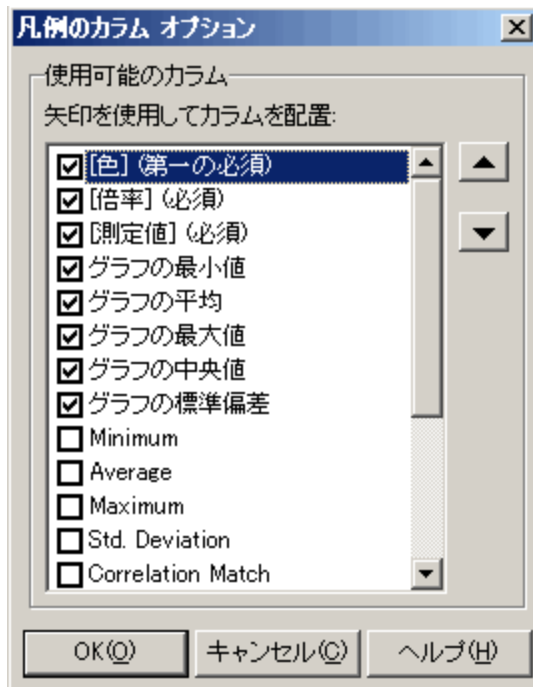 凡例のカラム オプション
使用可能のカラム
矢印を使用してカラムを配置:
[色] (第一の必須)
[倍率] (必須)
[測定値] (必須)
グラフの最小値
グラフの平均
グラフの最大値
グラフの中央値
グラフの標準偏差
Minimum
Average
Maximum
Std. Deviation
Correlation Match
OK(O)
キャンセル(C)
ヘルプ(H)